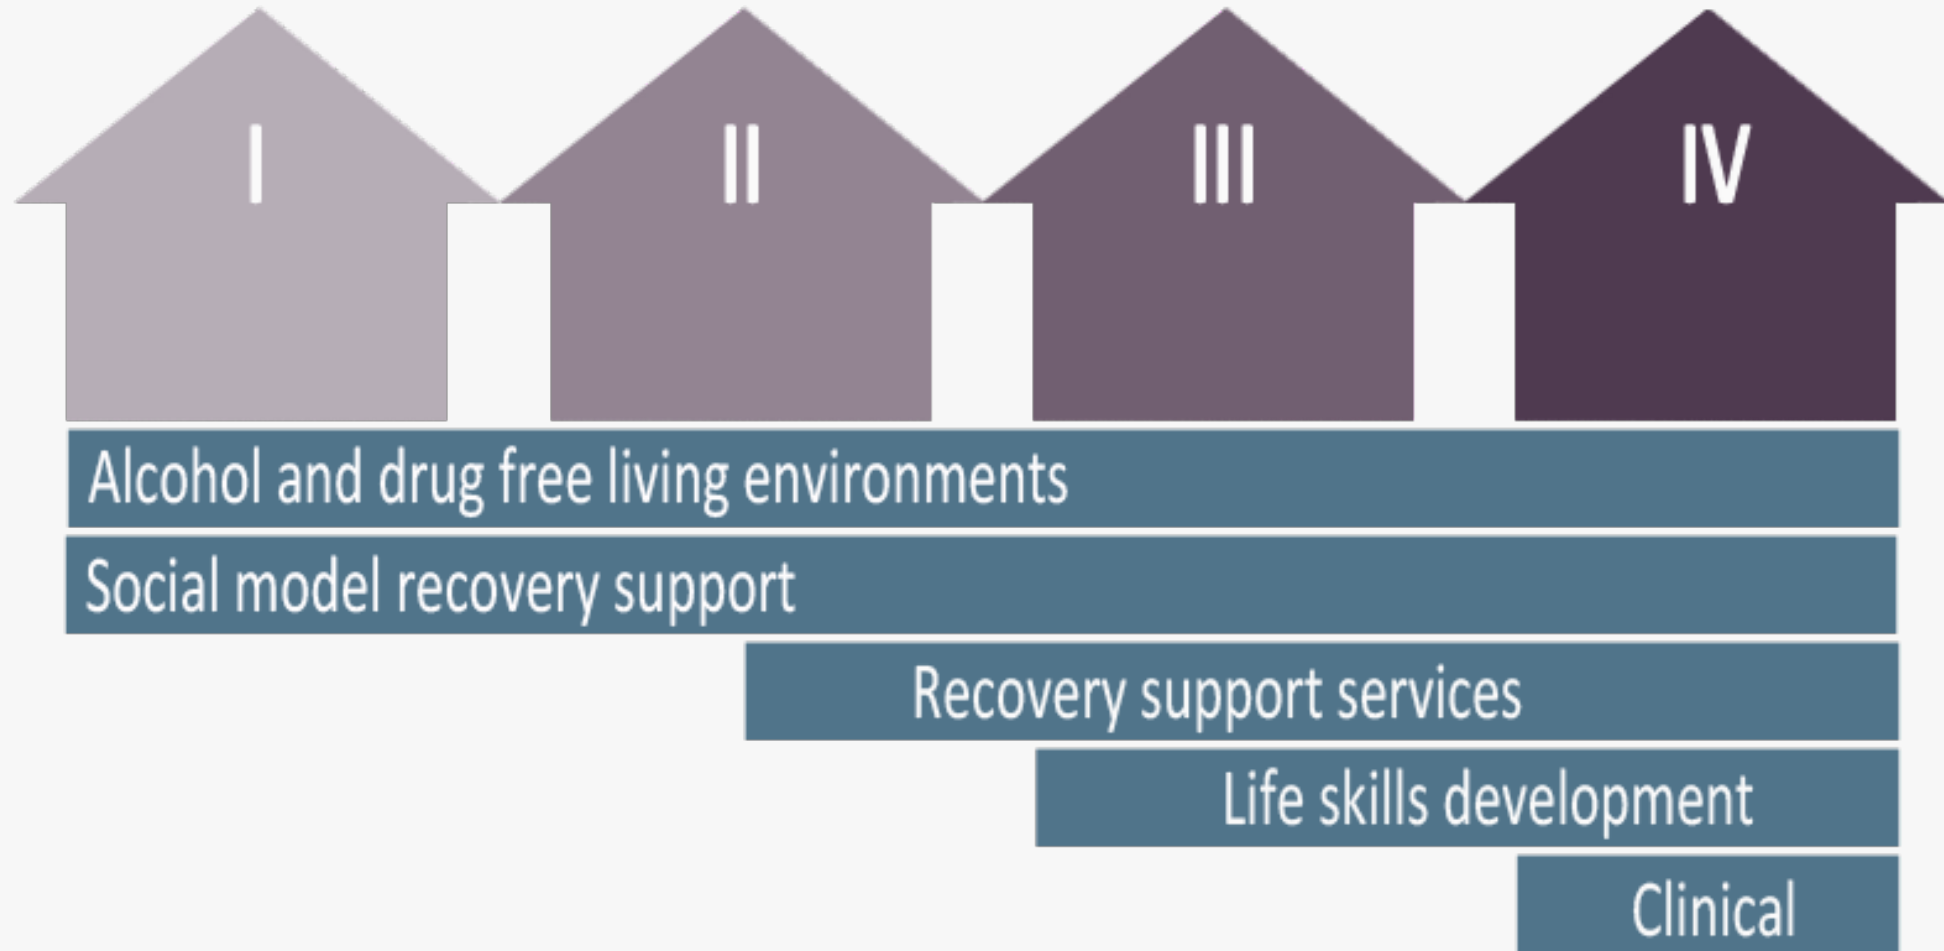 I
II
III
IV
Alcohol and drug free living environments
Social model recovery support
Recovery support services
Life skills development
Clinical